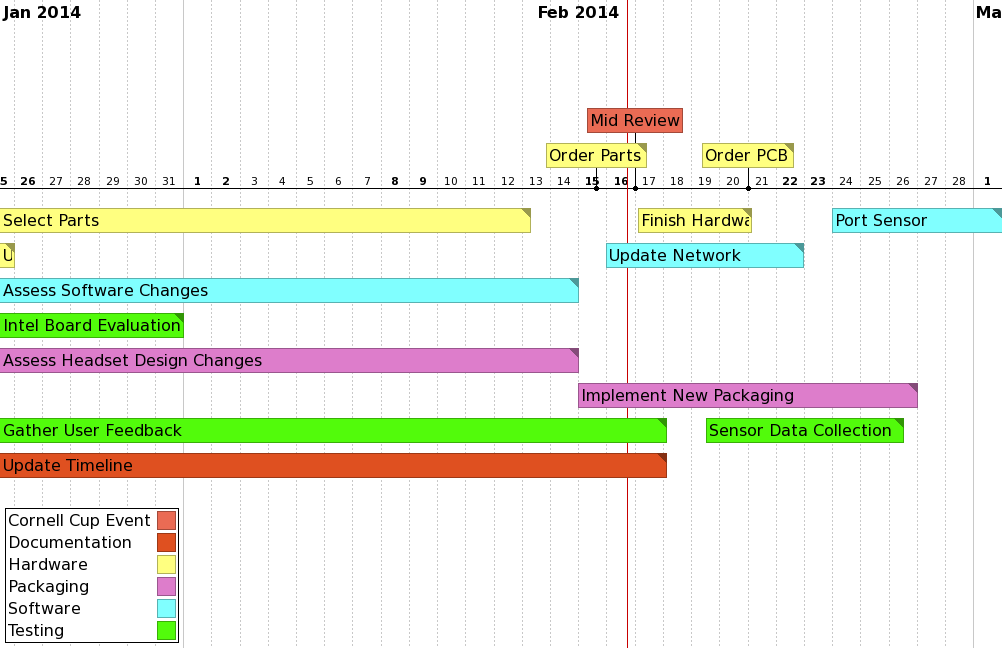 Jan 2014 Feb 2014 Ma
Mid Review
Order Parts Order PCB
5 26 27 28 29 30 31 1 2 3 4 5 6 7 8 9 10 11 12 13 14 15 16 17 18 19 20 21 22 23 24 25 26 27 28 1
Select Parts Finish Hardwa Port Sensor
U Update Network
Assess Software Changes
Intel Board Evaluation
Assess Headset Design Changes
Implement New Packaging
Gather User Feedback Sensor Data Collection
Update Timeline
Cornell Cup Event
Documentation
Hardware
Packaging
Software
Testing